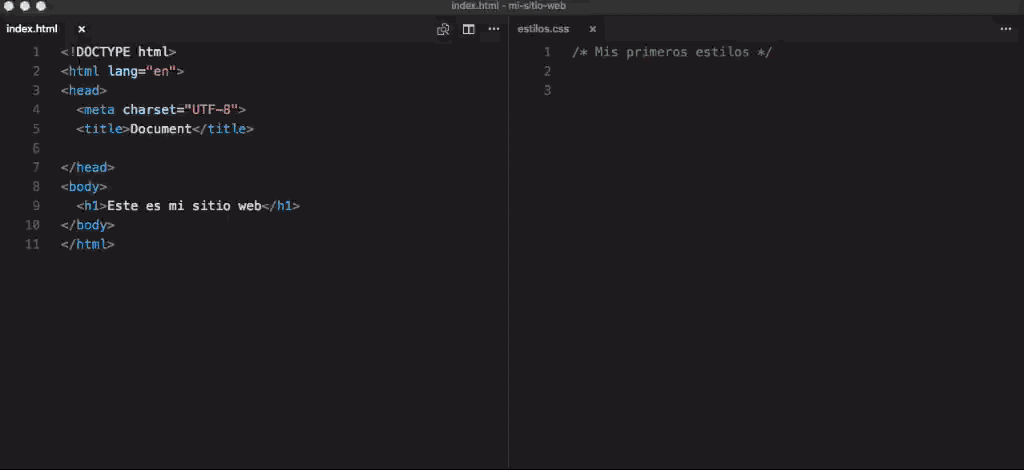 index.html - mi-sitio-web
index.html
1 <!DOCTYPE html>
2 <html lang="en">
3 <head>
4   <meta charset="UTF-8">
5   <title>Document</title>
6
7 </head>
8 <body>
9   <h1>Este es mi sitio web</h1>
10 </body>
11 </html>
estilos.css
1 /* Mis primeros estilos */
2
3